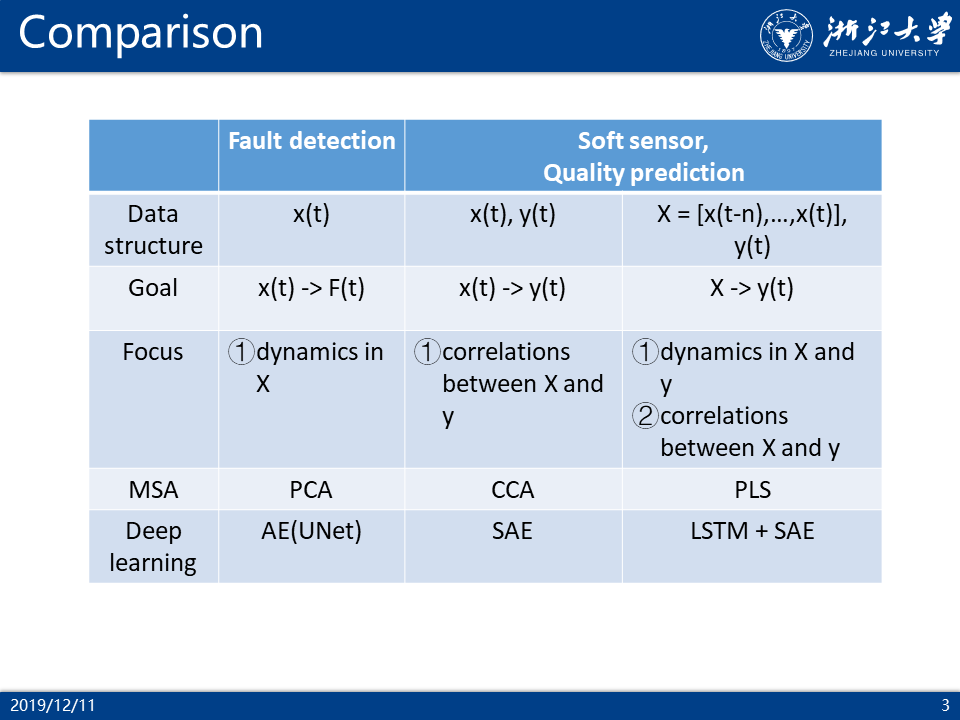 Comparison
浙江大学
ZHEJIANG UNIVERSITY
Fault detection
Soft sensor,
Quality prediction
Data
structure
x(t)
x(t), y(t)
X = [x(t-n),…,x(t)],
y(t)
Goal
x(t) -> F(t)
x(t) -> y(t)
X -> y(t)
Focus
①dynamics in
X
①correlations
between X and
y
①dynamics in X and
y
②correlations
between X and y
MSA
PCA
CCA
PLS
Deep
learning
AE(UNet)
SAE
LSTM + SAE
2019/12/11
3